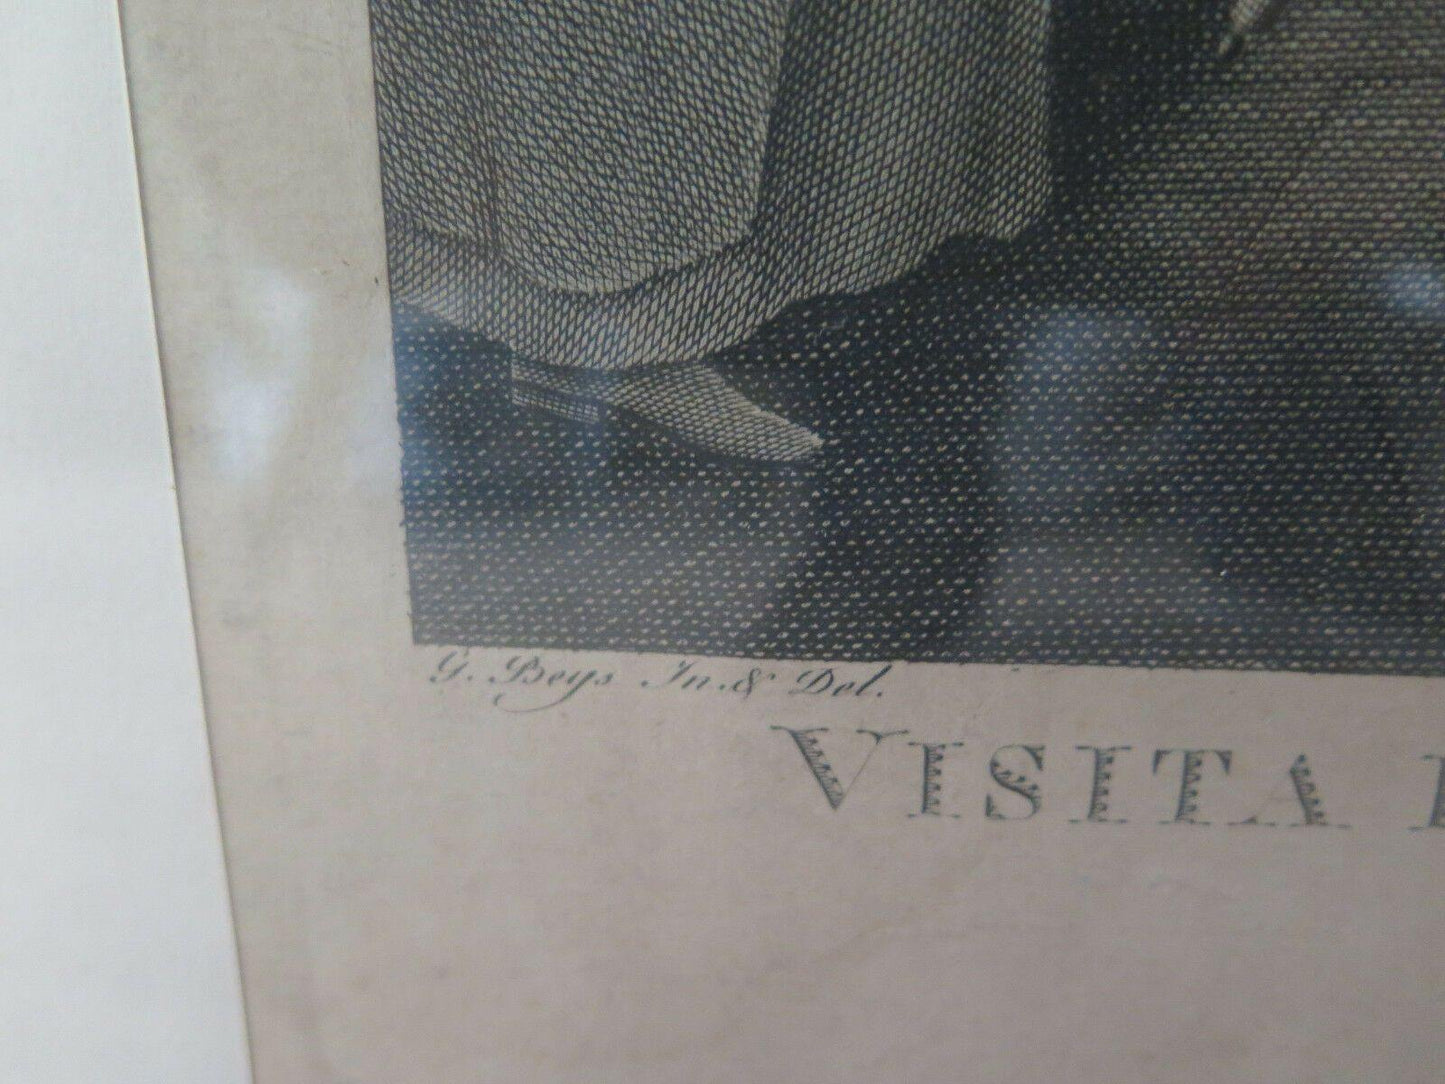 G. Beys In. & Del.
VISITA